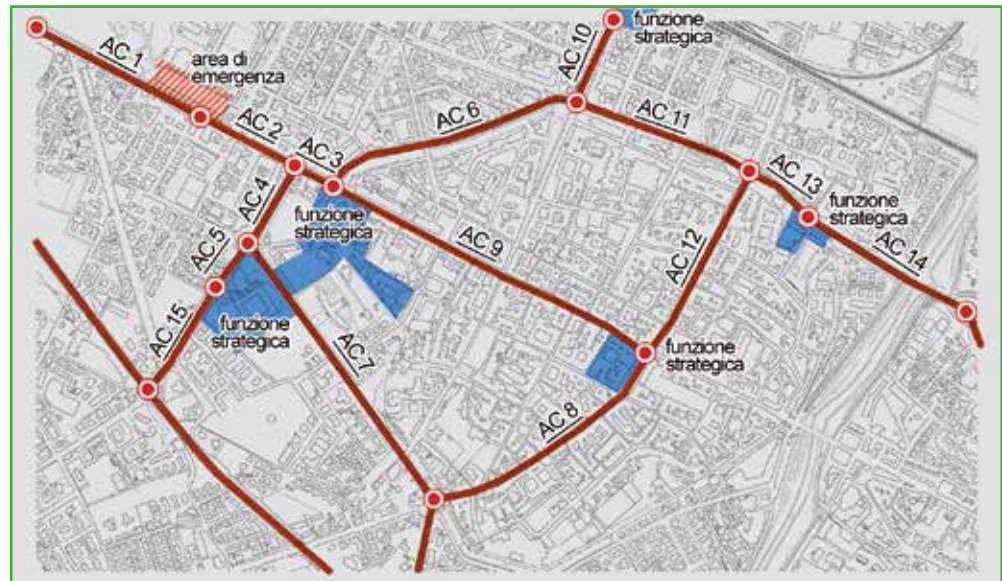 funzione
strategica
AC 10
AC 1
area di
emergenza
AC 6
AC 11
AC 2
AC 3
AC 13
AC 4
funzione
strategica
funzione
strategica
AC 9
AC 12
AC 5
AC 14
AC 15
funzione
strategica
AC 7
funzione
strategica
AC 8